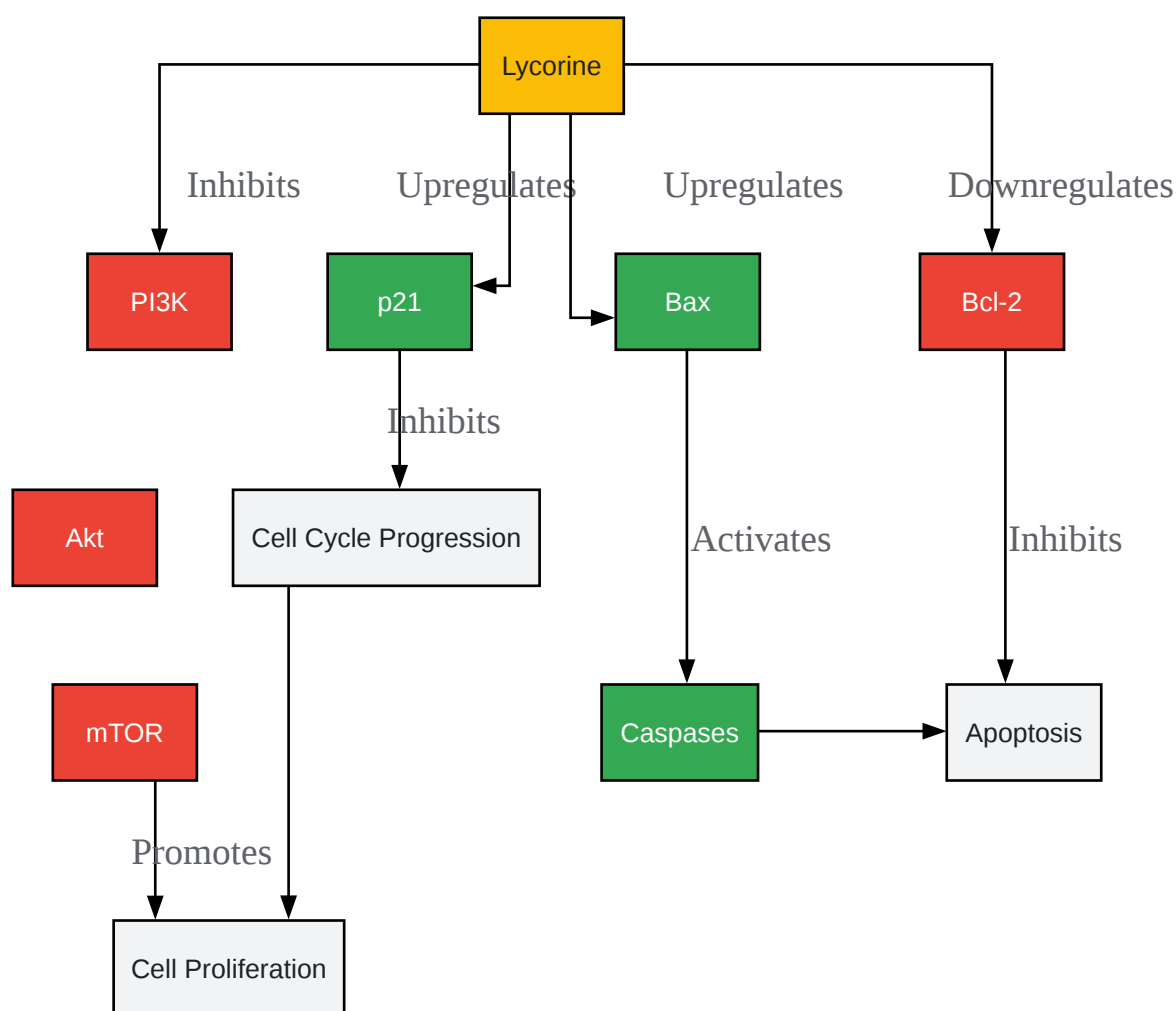 Lycorine
Inhibits
Upregulates
Upregulates
Downregulates
PI3K
p21
Bax
Bcl-2
Inhibits
Akt
Cell Cycle Progression
Activates
Inhibits
mTOR
Caspases
Apoptosis
Promotes
Cell Proliferation